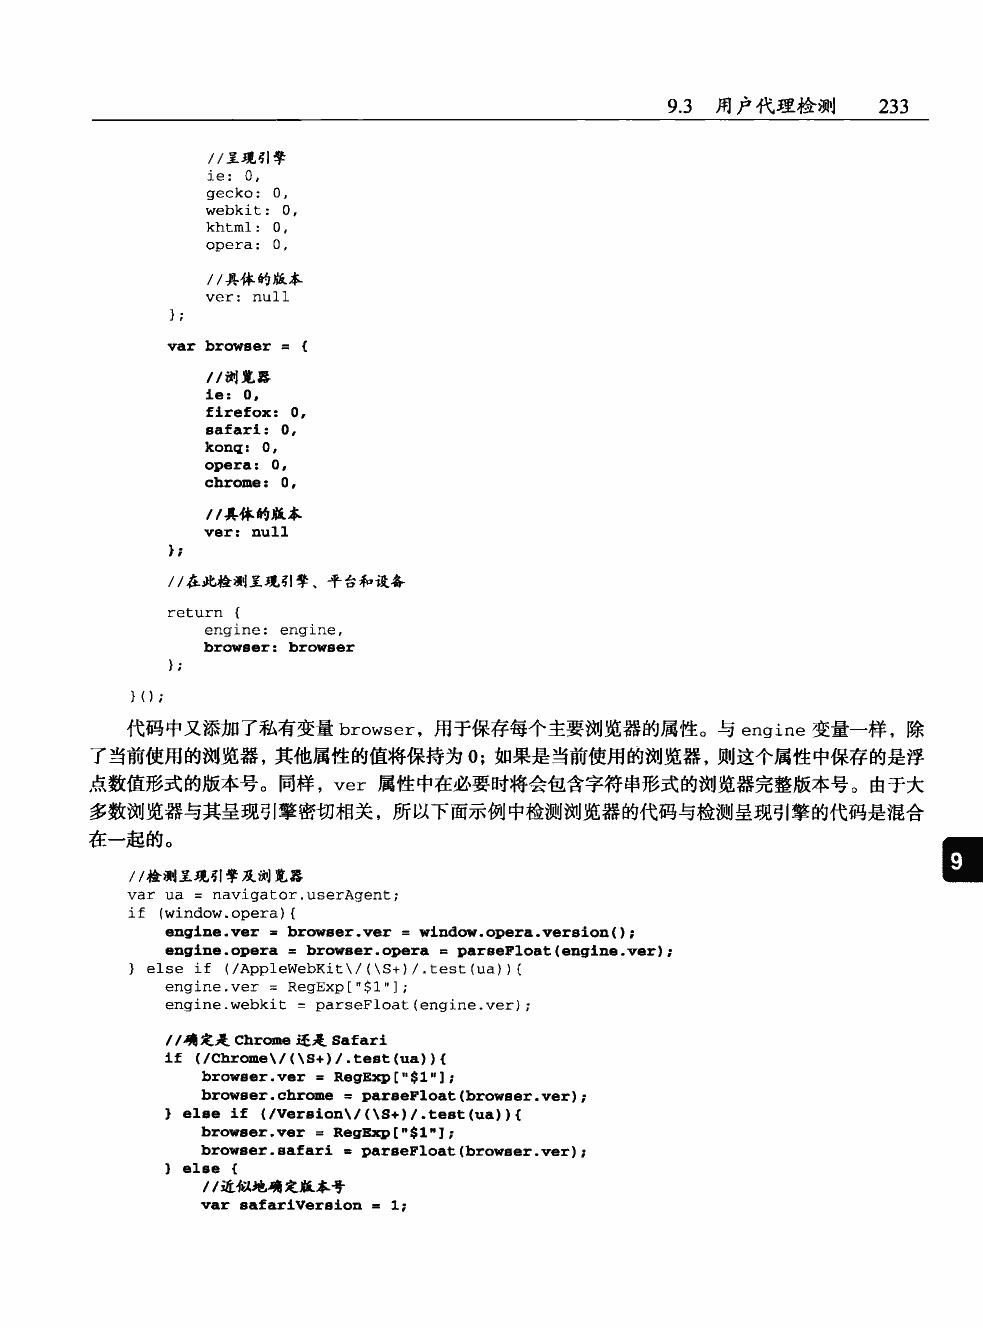 9.3 用户代理检测 233
//呈现引擎
ie: 0,
gecko: 0,
webkit: 0,
khtml: 0,
opera: 0,
//具体的版本
ver: null
};
var browser = {
//浏览器
ie: 0,
firefox: 0,
safari: 0,
konq: 0,
opera: 0,
chrome: 0,
//具体的版本
ver: null
};
//在此检测呈现引擎、平台和设备
return {
engine: engine,
browser: browser
};
}();
代码中又添加了私有变量 browser，用于保存每个主要浏览器的属性。与 engine 变量一样，除
了当前使用的浏览器，其他属性的值将保持为 0；如果是当前使用的浏览器，则这个属性中保存的是浮
点数值形式的版本号。同样，ver 属性中在必要时将会包含字符串形式的浏览器完整版本号。由于大
多数浏览器与其呈现引擎密切相关，所以下面示例中检测浏览器的代码与检测呈现引擎的代码是混合
在一起的。
9
//检测呈现引擎及浏览器
var ua = navigator.userAgent;
if (window.opera){
engine.ver = browser.ver = window.opera.version();
engine.opera = browser.opera = parseFloat(engine.ver);
} else if (/AppleWebKit\/(\S+)/.test(ua)){
engine.ver = RegExp["$1"];
engine.webkit = parseFloat(engine.ver);
//确定是 Chrome 还是 Safari
if (/Chrome\/(\S+)/.test(ua)){
browser.ver = RegExp["$1"];
browser.chrome = parseFloat(browser.ver);
} else if (/Version\/(\S+)/.test(ua)){
browser.ver = RegExp["$1"];
browser.safari = parseFloat(browser.ver);
} else {
//近似地确定版本号
var safariVersion = 1;